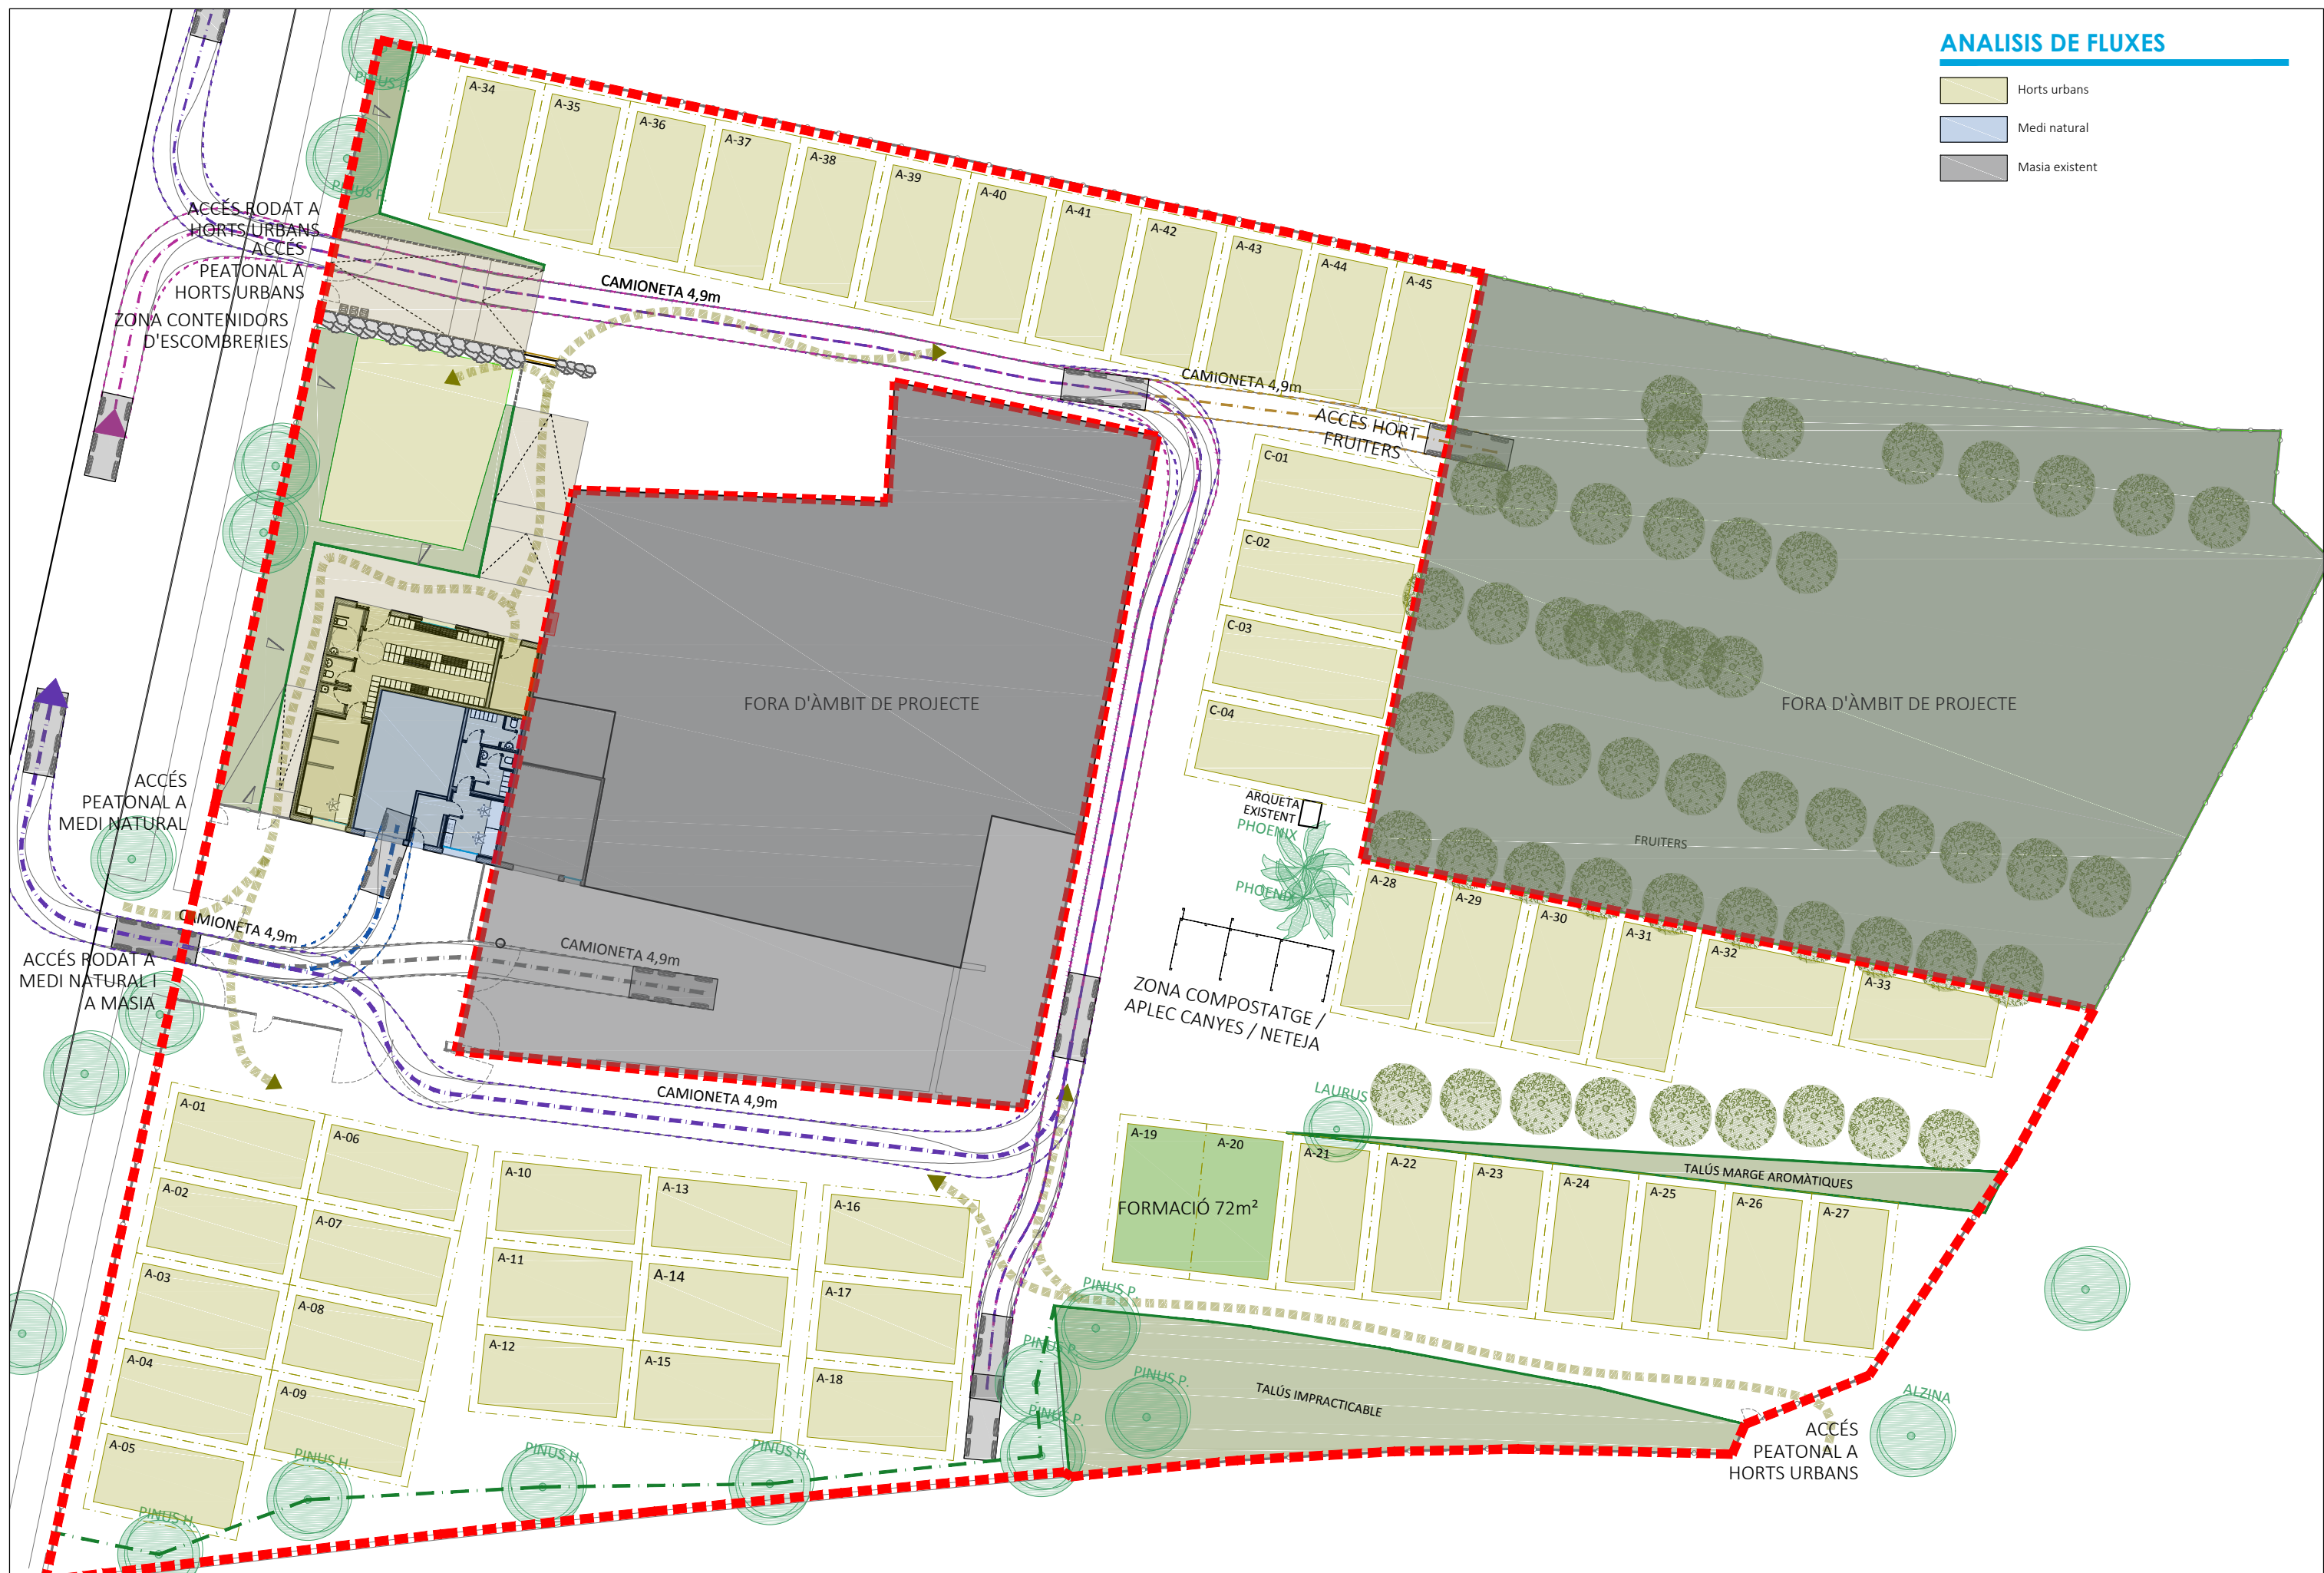 ANALISIS DE FLUXES
Horts urbans
Medi natural
Masia existent
PINUS P.
PINUS P.
A-34
A-35
A-36
A-37
A-38
A-39
A-40
A-41
A-42
A-43
A-44
A-45
ACCÉS RODAT A
HORTS URBANS
ACCÉS
PEATONAL A
HORTS URBANS
ZONA CONTENIDORS
D'ESCOMBRERIES
CAMIONETA 4,9m
CAMIONETA 4,9m
ACCÈS HORT
FRUITERS
C-01
C-02
C-03
C-04
FORA D'ÀMBIT DE PROJECTE
FORA D'ÀMBIT DE PROJECTE
FRUITERS
ARQUETA
EXISTENT
PHOENIX
PHOENIX
ACCÉS
PEATONAL A
MEDI NATURAL
CAMIONETA 4,9m
CAMIONETA 4,9m
ACCÉS RODAT A
MEDI NATURAL I
A MASIA
ZONA COMPOSTATGE /
APLEC CANYES / NETEJA
A-28
A-29
A-30
A-31
A-32
A-33
CAMIONETA 4,9m
LAURUS
TALÚS MARGE AROMÀTIQUES
A-01
A-06
A-02
A-07
A-03
A-08
A-04
A-09
A-05
A-10
A-13
A-11
A-14
A-12
A-15
A-16
A-17
A-18
A-19
A-20
FORMACIÓ 72m²
A-21
A-22
A-23
A-24
A-25
A-26
A-27
PINUS P.
PINUS P.
PINUS P.
PINUS P.
TALÚS IMPRACTICABLE
ALZINA
ACCÉS
PEATONAL A
HORTS URBANS
PINUS H.
PINUS H.
PINUS H.
PINUS H.